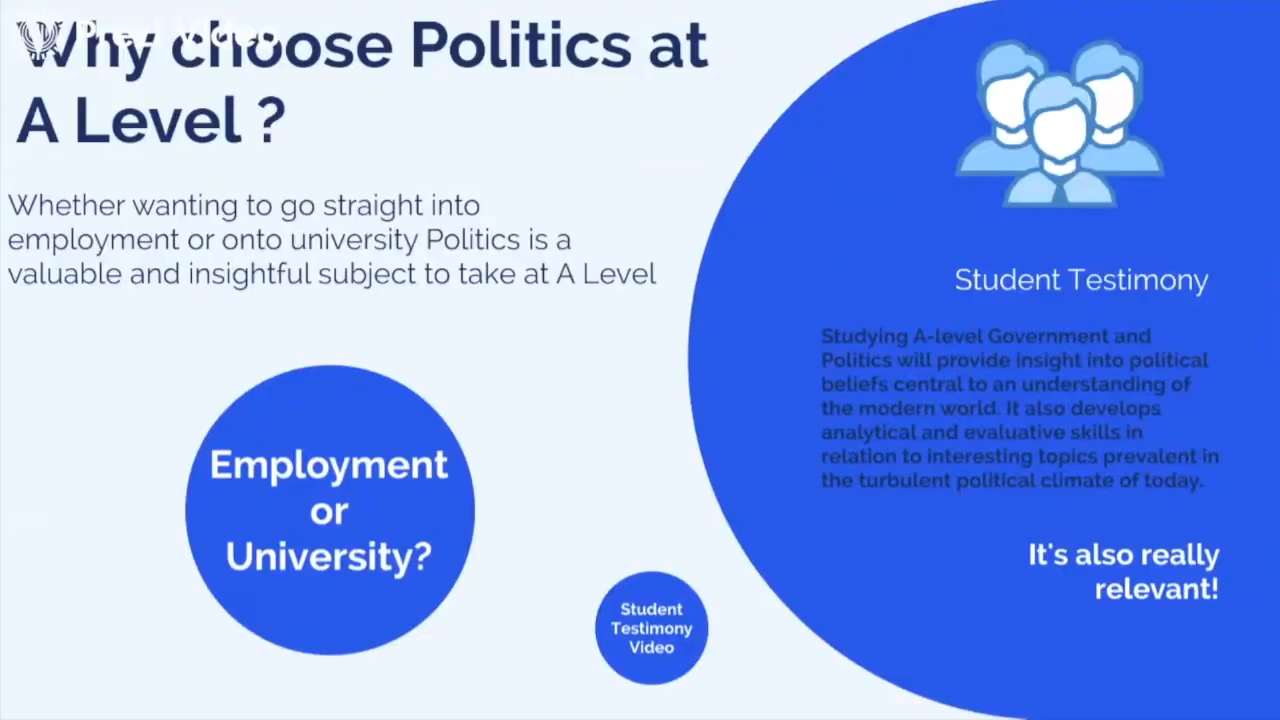 Prezi Video
Why choose Politics at
A Level ?
Whether wanting to go straight into
employment or onto university Politics is a
valuable and insightful subject to take at A Level
Employment
or
University?
Student
Testimony
Video
Student Testimony
Studying A-level Government and
Politics will provide insight into political
beliefs central to an understanding of
the modern world. It also develops
analytical and evaluative skills in
relation to interesting topics prevalent in
the turbulent political climate of today.
It's also really
relevant!